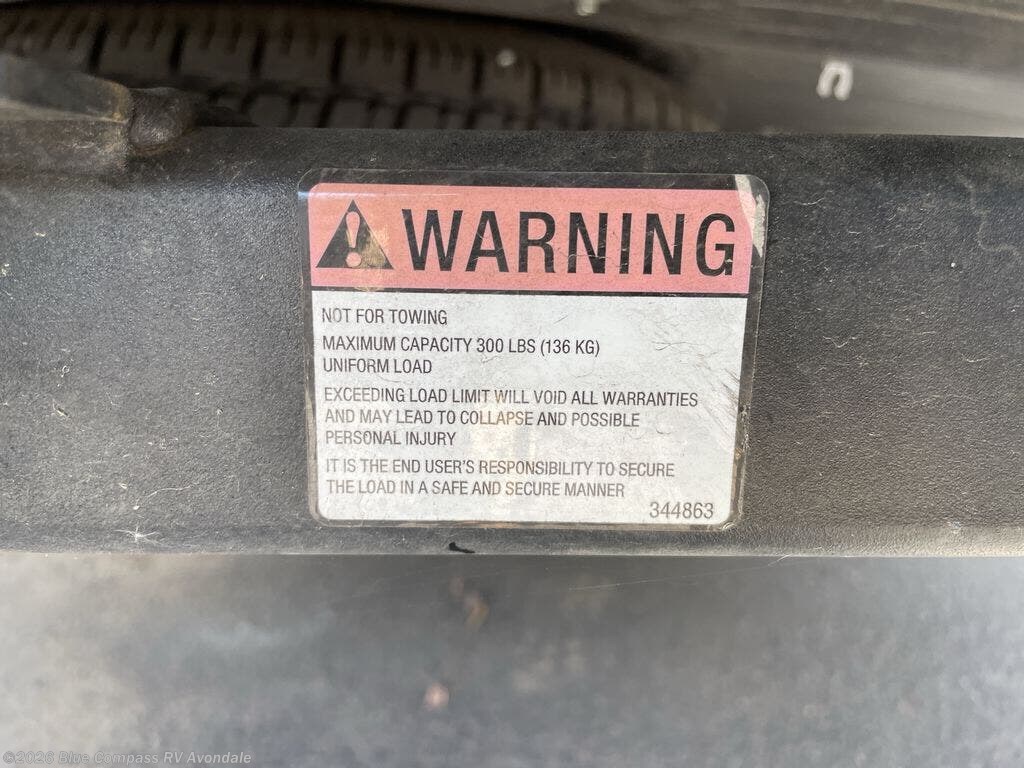 WARNING
NOT FOR TOWING
MAXIMUM CAPACITY 300 LBS (136 KG)
UNIFORM LOAD
EXCEEDING LOAD LIMIT WILL VOID ALL WARRANTIES
AND MAY LEAD TO COLLAPSE AND POSSIBLE
PERSONAL INJURY
IT IS THE END USER'S RESPONSIBILITY TO SECURE
THE LOAD IN A SAFE AND SECURE MANNER
344863
©2026 Blue Compass RV Avondale